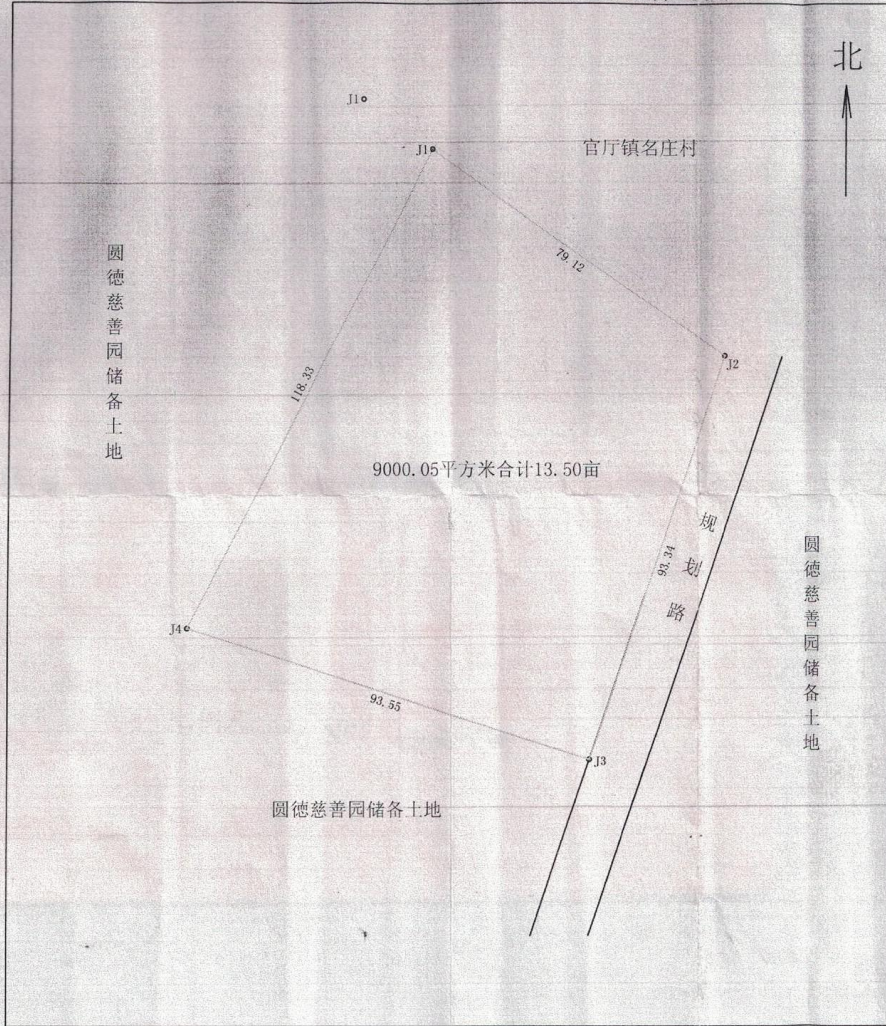 北
J1
J1
官厅镇名庄村
圆德慈善园储备土地
79.12
J2
118.33
9000.05平方米合计13.50亩
规划路
93.34
圆德慈善园储备土地
J4
93.55
J3
圆德慈善园储备土地